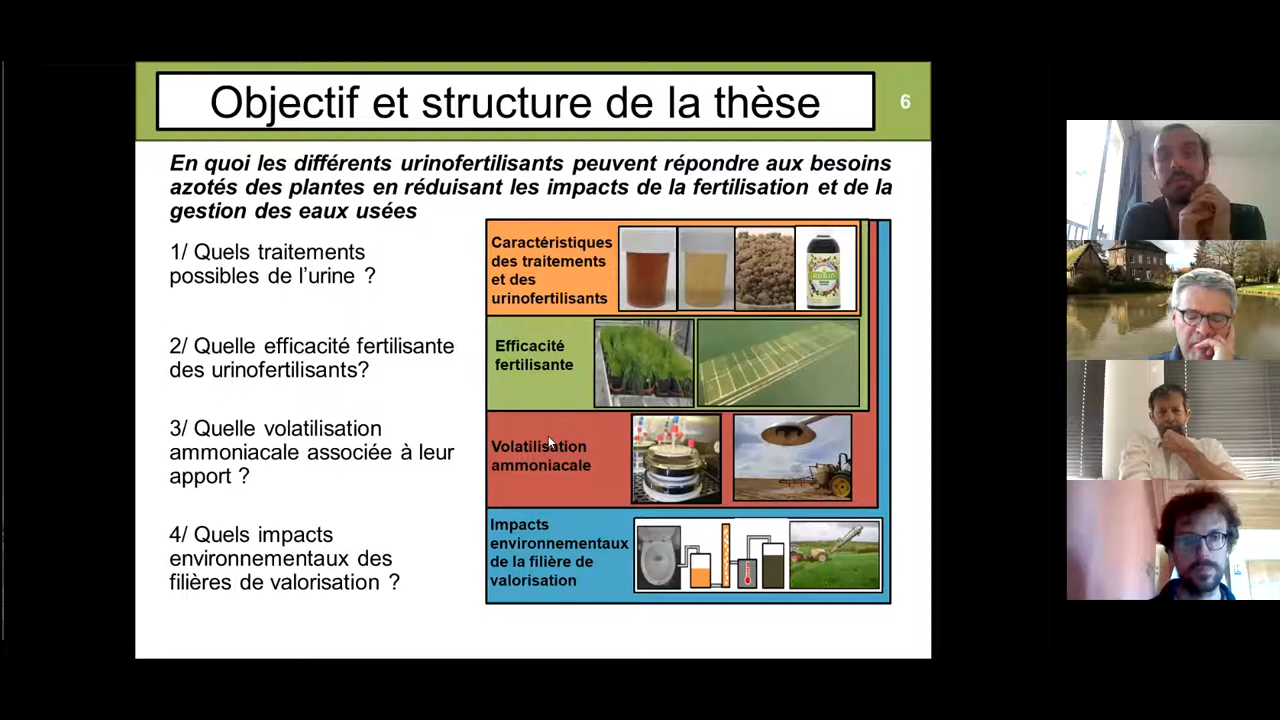 Objectif et structure de la thèse
6
En quoi les différents urinofertilisants peuvent répondre aux besoins
azotés des plantes en réduisant les impacts de la fertilisation et de la
gestion des eaux usées
1/ Quels traitements
possibles de l'urine ?
2/ Quelle efficacité fertilisante
des urinofertilisants?
3/ Quelle volatilisation
ammoniacale associée à leur
apport ?
4/ Quels impacts
environnementaux des
filières de valorisation ?
Caractéristiques
des traitements
et des
urinofertilisants
Efficacité
fertilisante
Volatilisation
ammoniacale
Impacts
environnementaux
de la filière de
valorisation